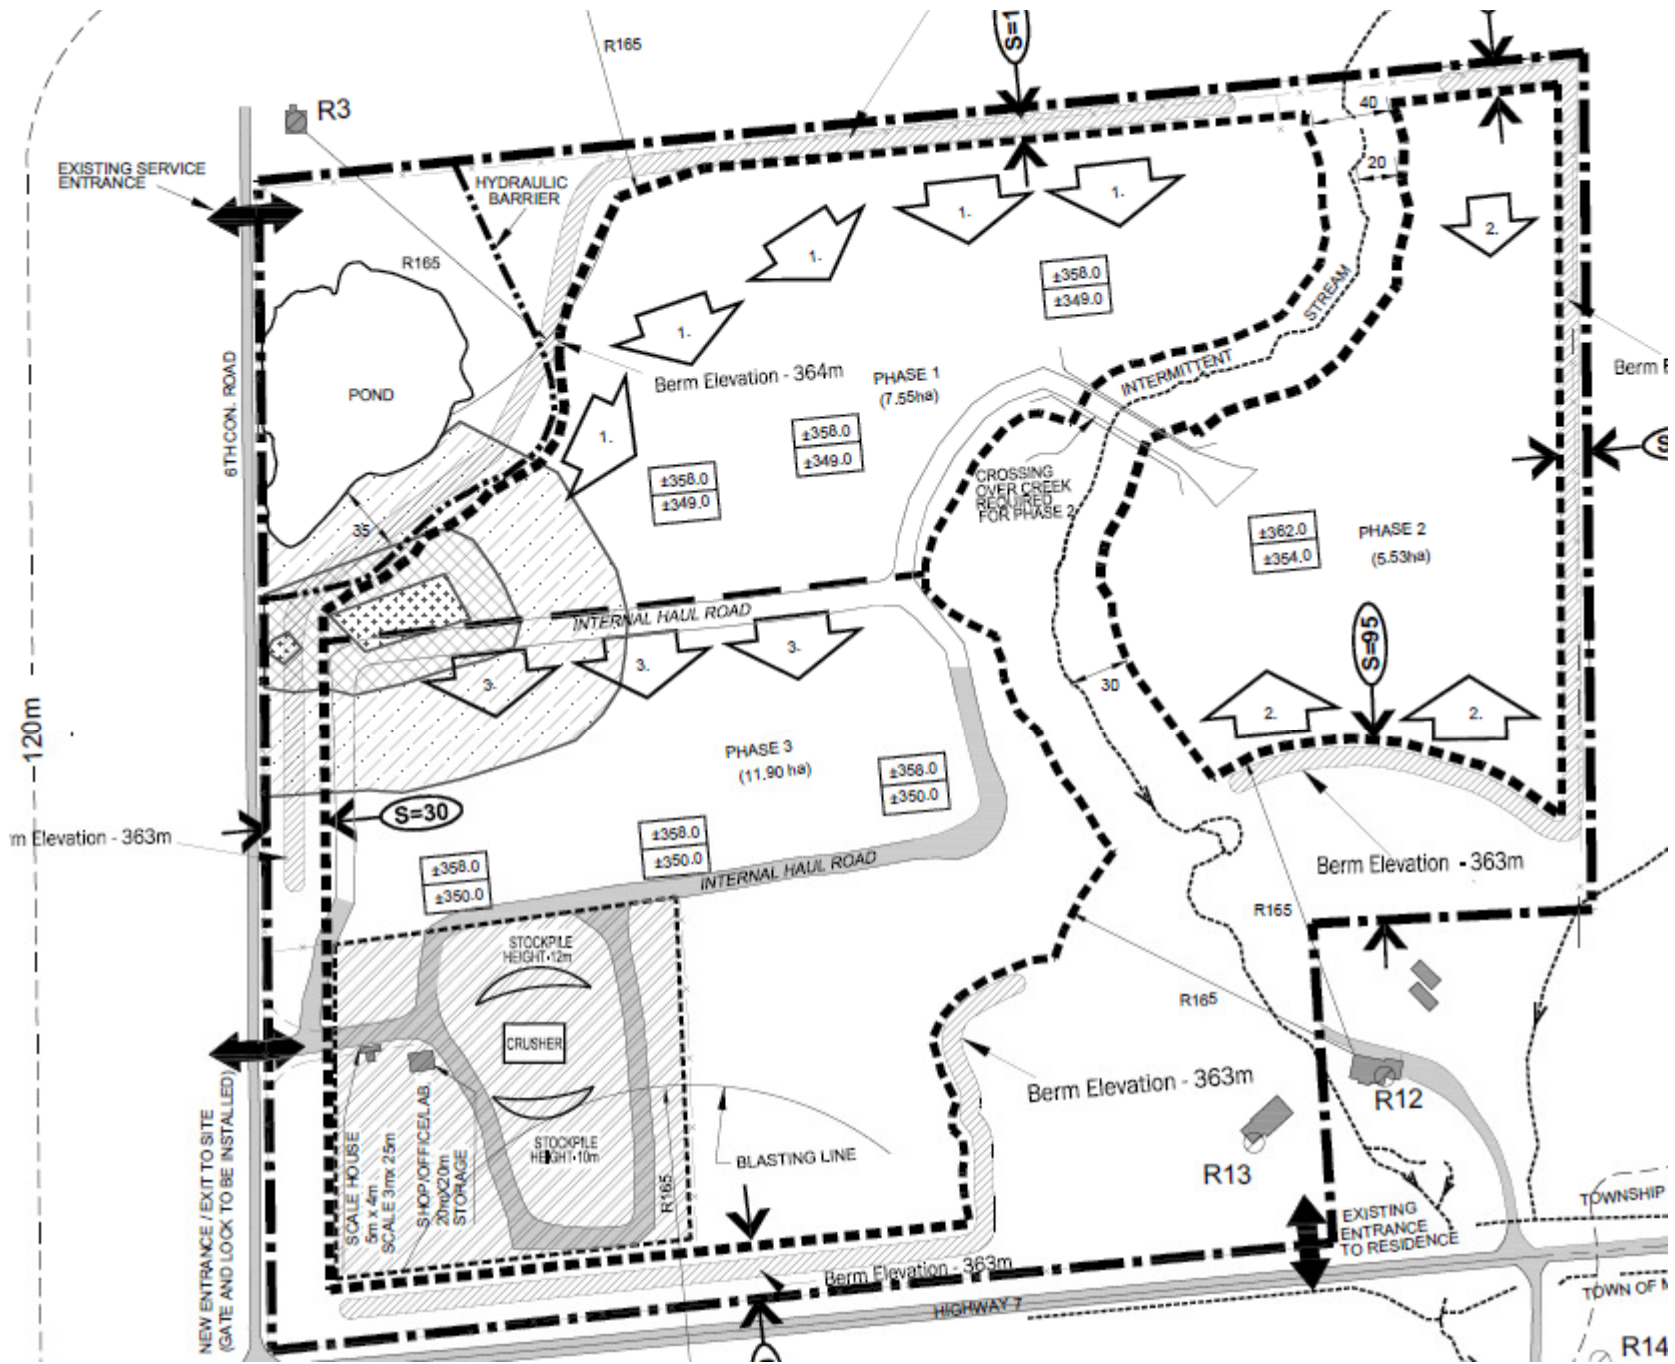 S=1
R165
40
R3
EXISTING SERVICE
ENTRANCE
HYDRAULIC
BARRIER
20
1.
1.
2.
R165
1.
±358.0
±349.0
STREAM
1.
Berm Elevation - 364m
PHASE 1
(7.55ha)
INTERMITTENT
Berm E
POND
6TH CON. ROAD
1.
±358.0
±349.0
±358.0
±349.0
CROSSING
OVER CREEK
REQUIRED
FOR PHASE 2
S
35
±362.0
±354.0
PHASE 2
(5.53ha)
INTERNAL HAUL ROAD
3.
3.
3.
S=95
30
2.
2.
120m
PHASE 3
(11.90 ha)
±358.0
±350.0
S=30
m Elevation - 363m
±358.0
±350.0
±358.0
±350.0
INTERNAL HAUL ROAD
Berm Elevation - 363m
R165
STOCKPILE
HEIGHT-12m
R165
CRUSHER
Berm Elevation - 363m
R12
STOCKPILE
HEIGHT-10m
BLASTING LINE
R13
R165
NEW ENTRANCE / EXIT TO SITE
(GATE AND LOCK TO BE INSTALLED)
SCALE HOUSE
5m x 4m
SCALE 3mx 25m
SHOP/OFFICE/LAB
20mX20m
STORAGE
EXISTING
ENTRANCE
TO RESIDENCE
TOWNSHIP
Berm Elevation - 363m
HIGHWAY 7
TOWN OF M
R14